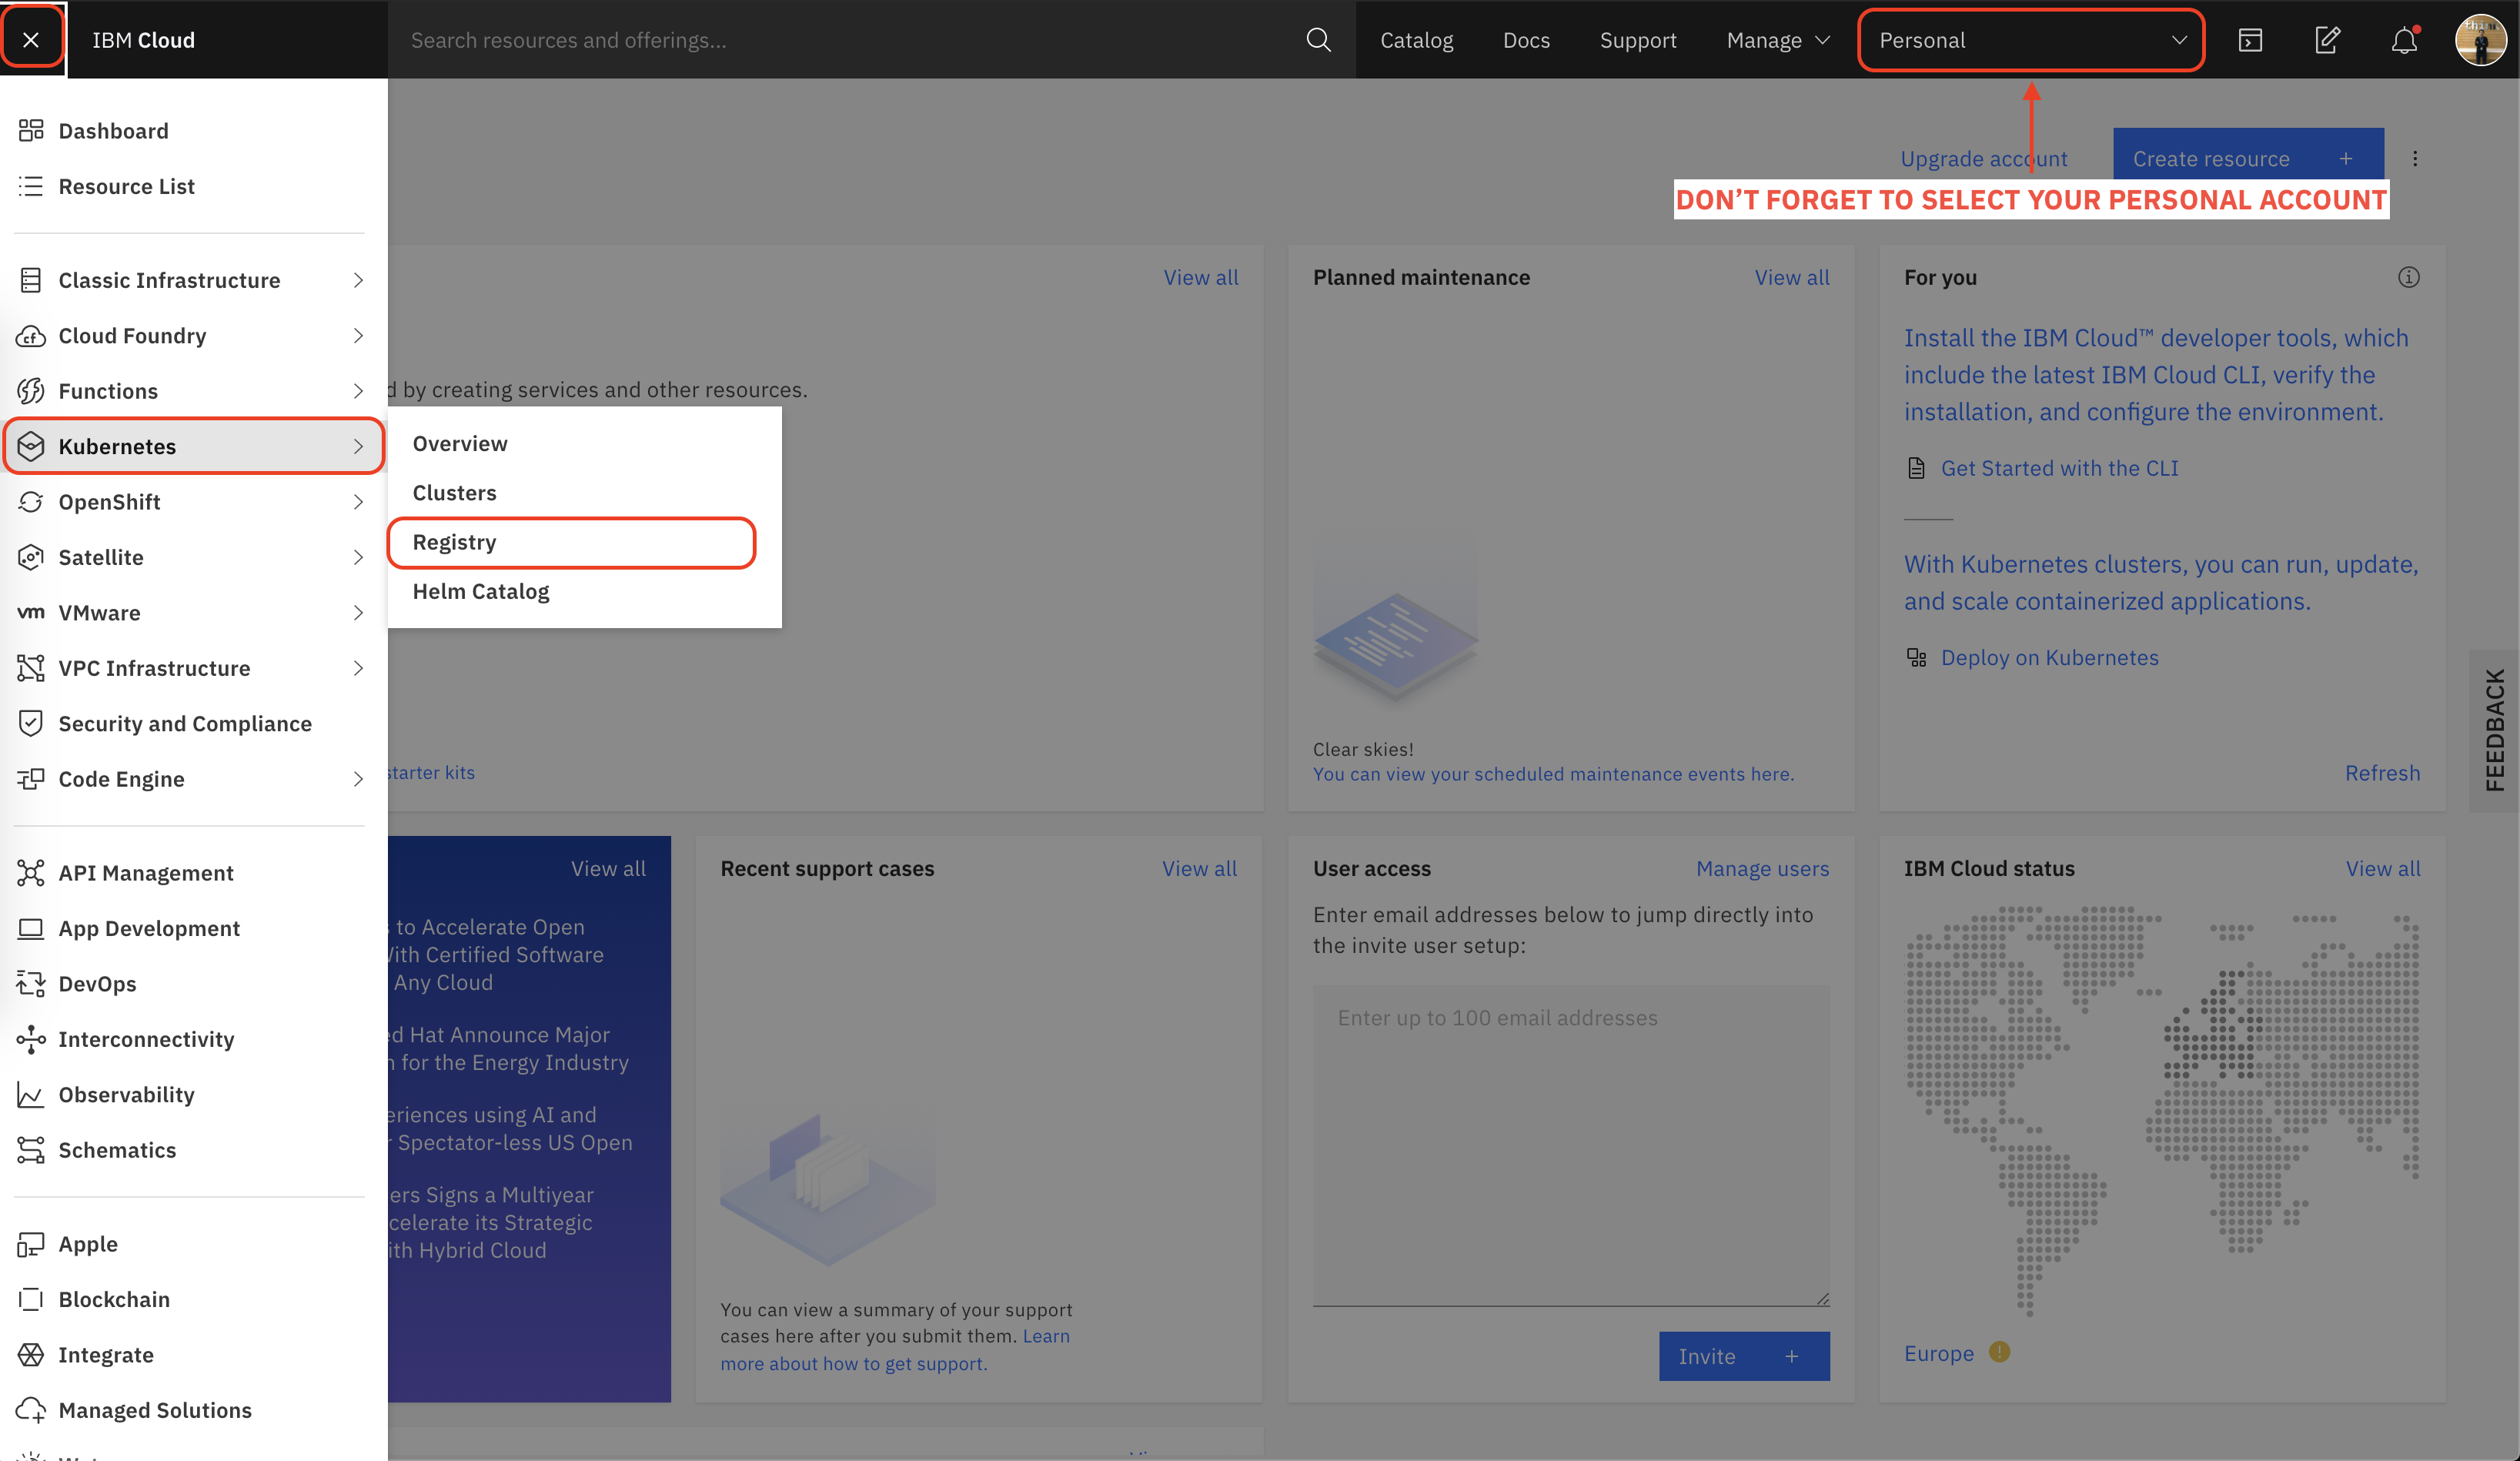 IBM Cloud
Search resources and offerings...
Catalog
Docs
Support
Manage
Personal
Dashboard
Resource List
Classic Infrastructure
Cloud Foundry
Functions
Kubernetes
OpenShift
Satellite
vm VMware
VPC Infrastructure
Security and Compliance
Code Engine
API Management
App Development
DevOps
Interconnectivity
Observability
Schematics
Apple
Blockchain
Integrate
Managed Solutions
Overview
Clusters
Registry
Helm Catalog
Upgrade account
Create resource +
DON’T FORGET TO SELECT YOUR PERSONAL ACCOUNT
View all
d by creating services and other resources.
starter kits
Planned maintenance
View all
Clear skies!
You can view your scheduled maintenance events here.
For you
Install the IBM Cloud™ developer tools, which
include the latest IBM Cloud CLI, verify the
installation, and configure the environment.
Get Started with the CLI
With Kubernetes clusters, you can run, update,
and scale containerized applications.
Deploy on Kubernetes
Refresh
FEEDBACK
View all
to Accelerate Open
With Certified Software
Any Cloud
ed Hat Announce Major
for the Energy Industry
eriences using AI and
Spectator-less US Open
ers Signs a Multiyear
celerate its Strategic
ith Hybrid Cloud
Recent support cases
View all
You can view a summary of your support
cases here after you submit them. Learn
more about how to get support.
User access
Manage users
Enter email addresses below to jump directly into
the invite user setup:
Enter up to 100 email addresses
Invite +
IBM Cloud status
View all
Europe